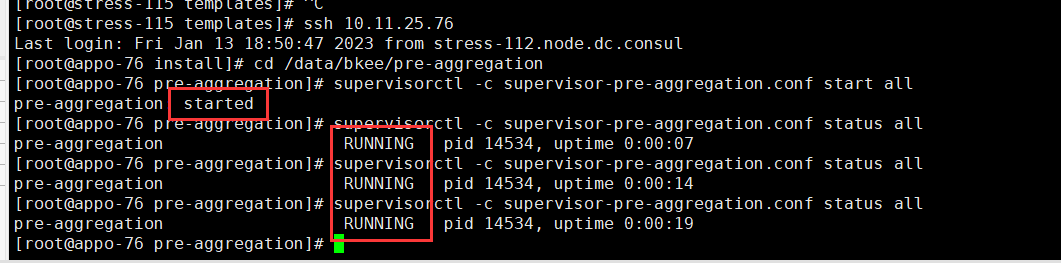 [root@stress-115 templates]# ^C
[root@stress-115 templates]# ssh 10.11.25.76
Last login: Fri Jan 13 18:50:47 2023 from stress-112.node.dc.consul
[root@appo-76 install]# cd /data/bkee/pre-aggregation
[root@appo-76 pre-aggregation]# supervisorctl -c supervisor-pre-aggregation.conf start all
pre-aggregation started
[root@appo-76 pre-aggregation]# supervisorctl -c supervisor-pre-aggregation.conf status all
pre-aggregation RUNNING pid 14534, uptime 0:00:07
[root@appo-76 pre-aggregation]# supervisorctl -c supervisor-pre-aggregation.conf status all
pre-aggregation RUNNING pid 14534, uptime 0:00:14
[root@appo-76 pre-aggregation]# supervisorctl -c supervisor-pre-aggregation.conf status all
pre-aggregation RUNNING pid 14534, uptime 0:00:19
[root@appo-76 pre-aggregation]#